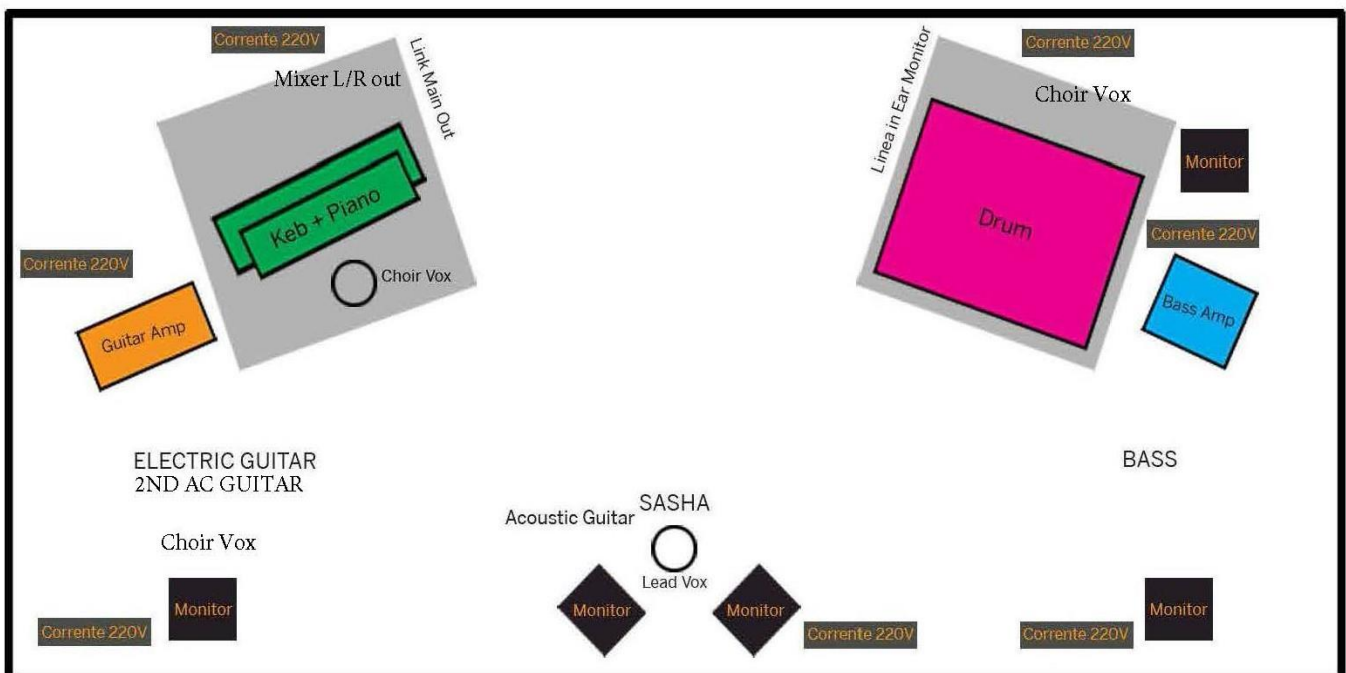 Corrente 220V
Corrente 220V
Mixer L/R out
Link Main Out
Linea in Ear Monitor
Choir Vox
Monitor
Keb + Piano
Drum
Corrente 220V
Corrente 220V
Choir Vox
Guitar Amp
Bass Amp
ELECTRIC GUITAR
2ND AC GUITAR
BASS
SASHA
Acoustic Guitar
Choir Vox
Lead Vox
Monitor
Monitor
Monitor
Monitor
Corrente 220V
Corrente 220V
Corrente 220V